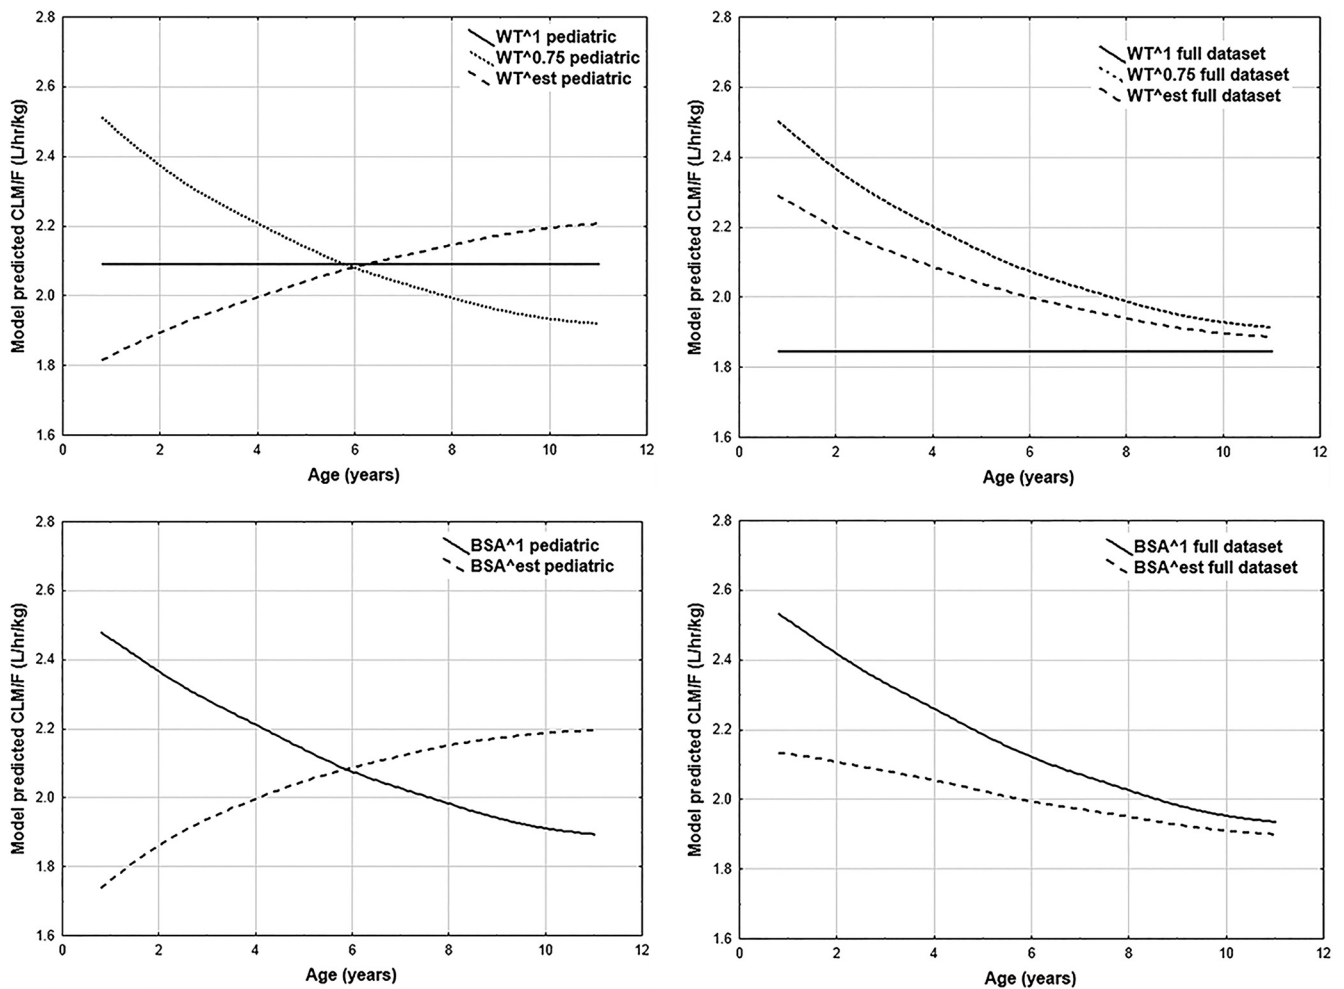 2.8
2.6
2.4
2.2
2.0
1.8
1.6
Model predicted CLM/F (L/hr/kg)
WT^1 pediatric
WT^0.75 pediatric
WT^est pediatric
0 2 4 6 8 10 12
Age (years)
2.8
2.6
2.4
2.2
2.0
1.8
1.6
Model predicted CLM/F (L/hr/kg)
WT^1 full dataset
WT^0.75 full dataset
WT^est full dataset
0 2 4 6 8 10 12
Age (years)
2.8
2.6
2.4
2.2
2.0
1.8
1.6
Model predicted CLM/F (L/hr/kg)
BSA^1 pediatric
BSA^est pediatric
0 2 4 6 8 10 12
Age (years)
2.8
2.6
2.4
2.2
2.0
1.8
1.6
Model predicted CLM/F (L/hr/kg)
BSA^1 full dataset
BSA^est full dataset
0 2 4 6 8 10 12
Age (years)